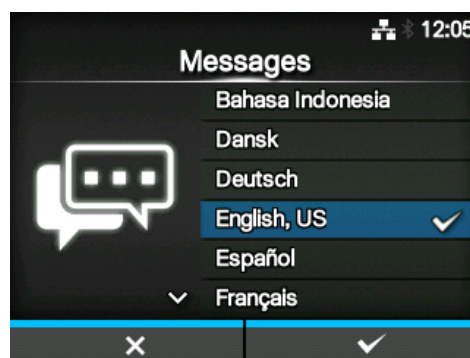 12:05
Messages
Bahasa Indonesia
Dansk
Deutsch
English, US
Español
Français